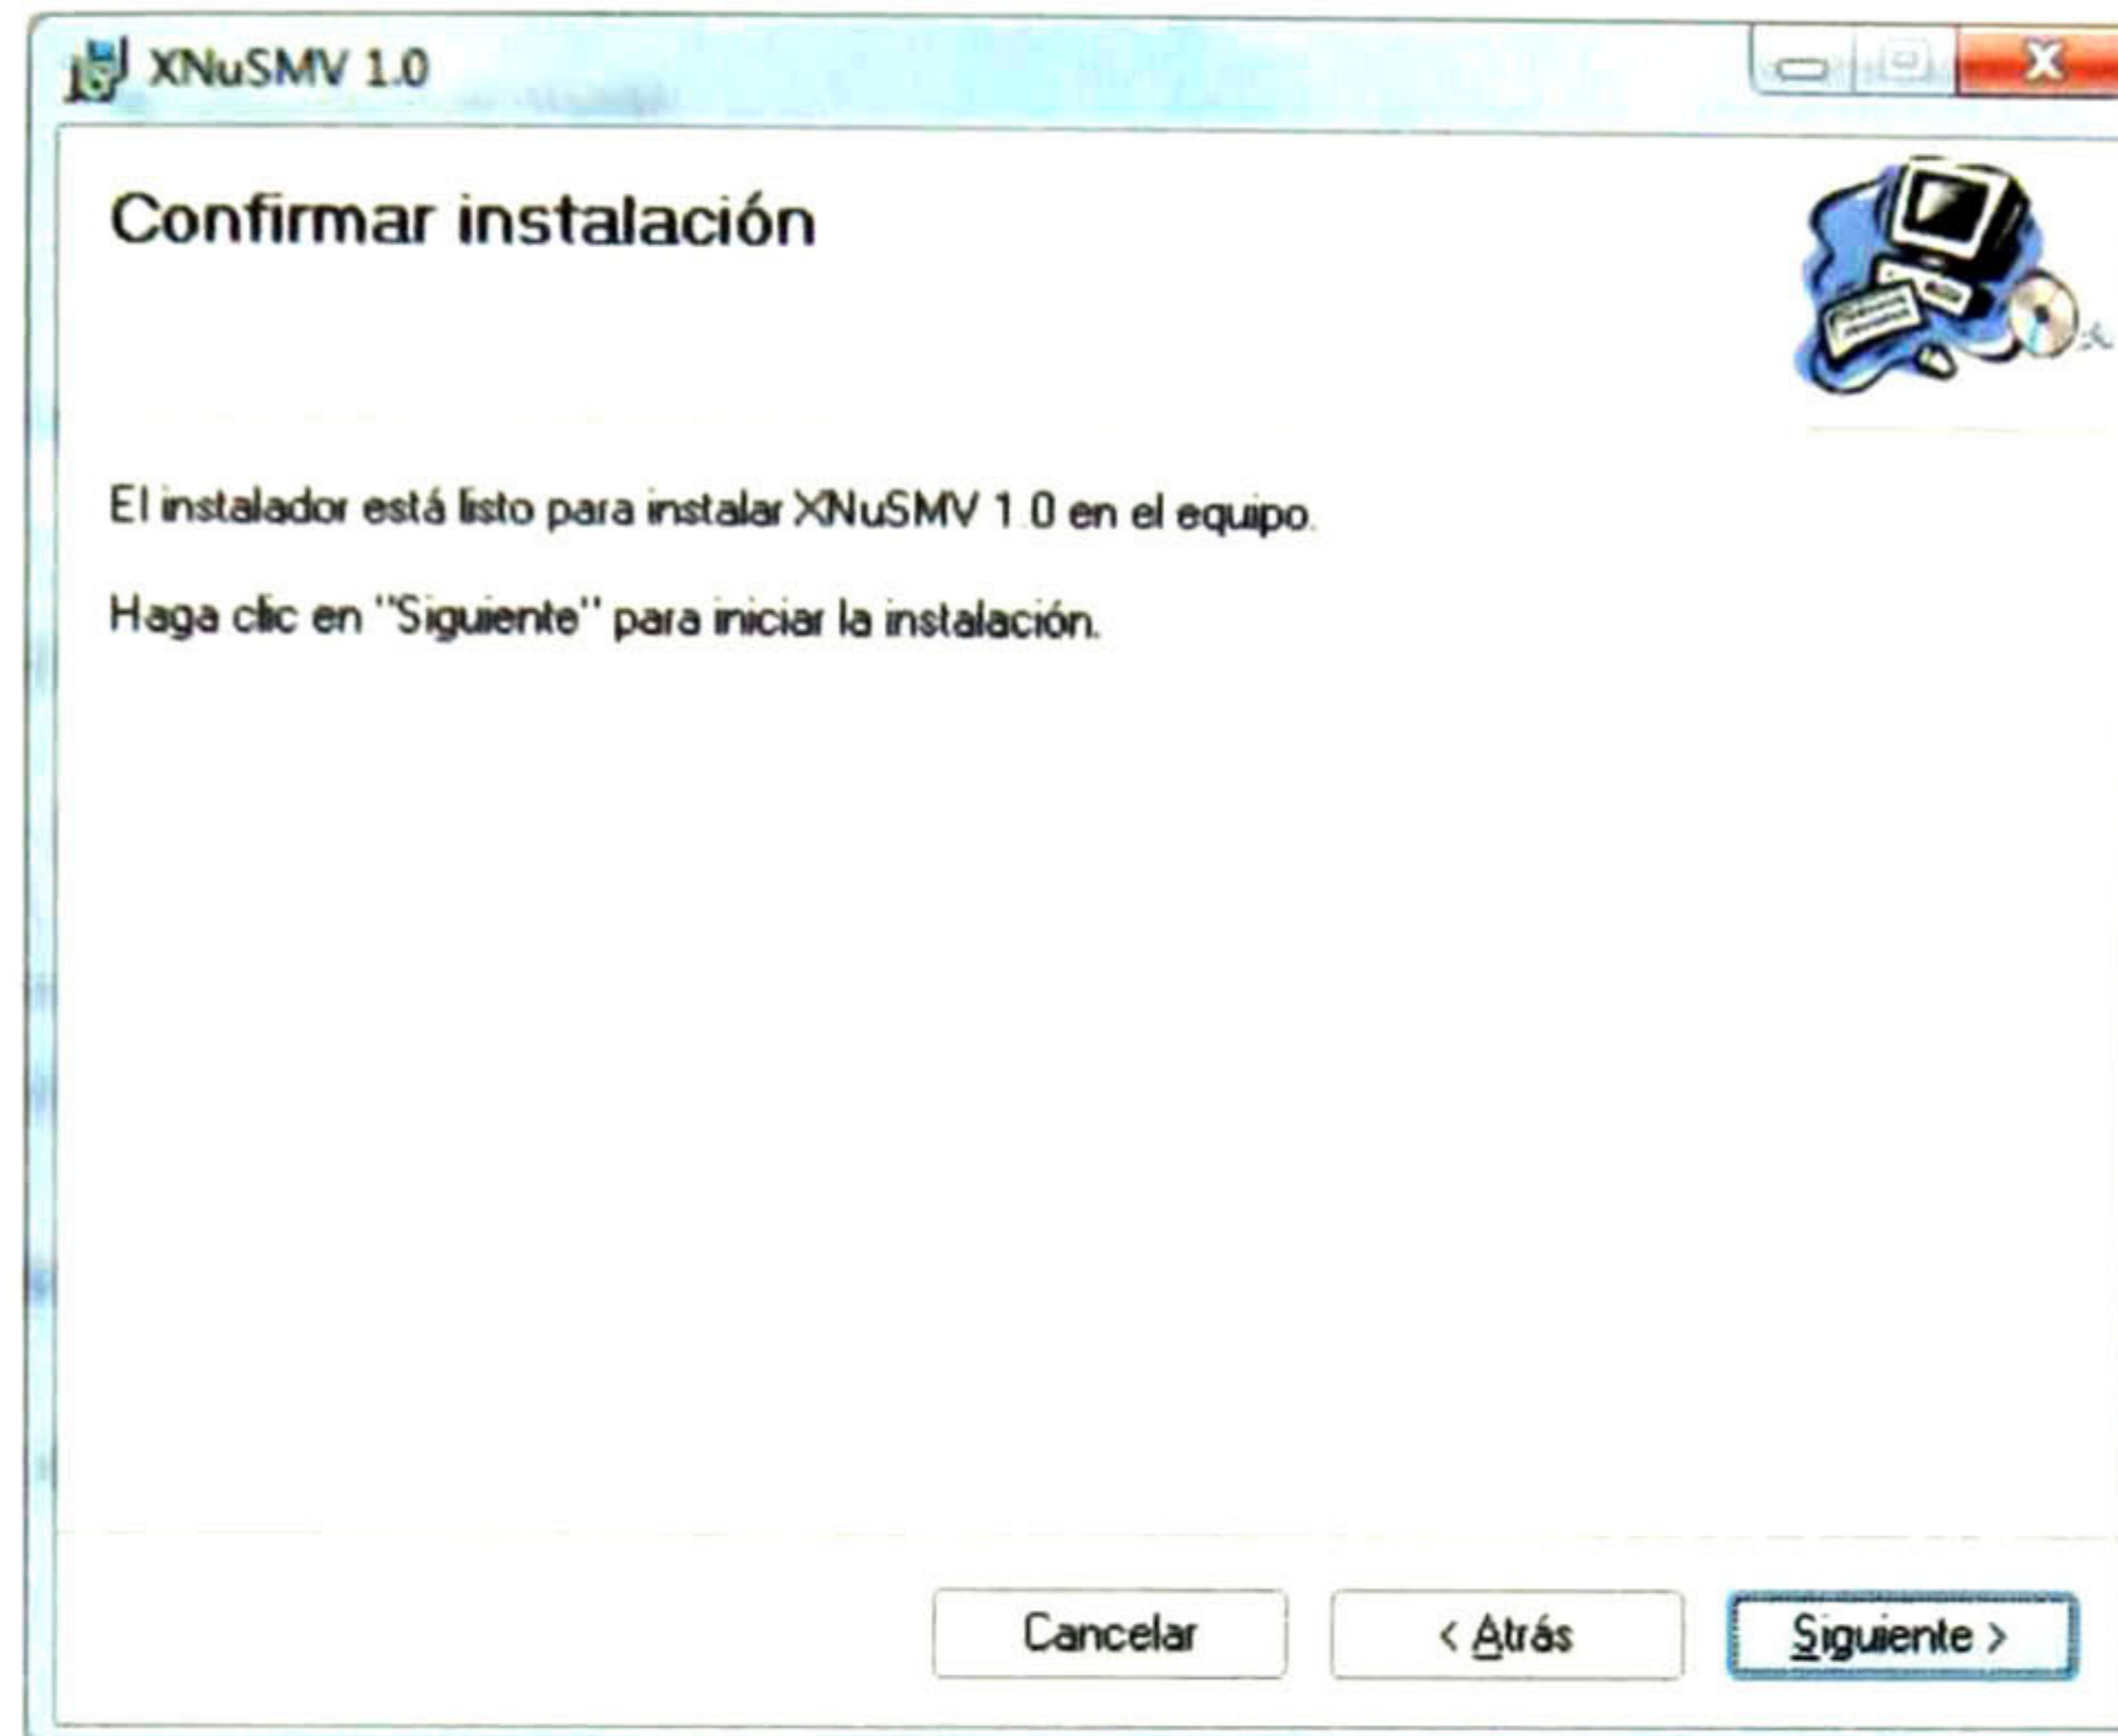 XNuSMV 1.0
Confirmar instalación
El instalador está listo para instalar XNuSMV 1.0 en el equipo.
Haga clic en "Siguiente" para iniciar la instalación.
Cancelar
< Atrás
Siguiente >